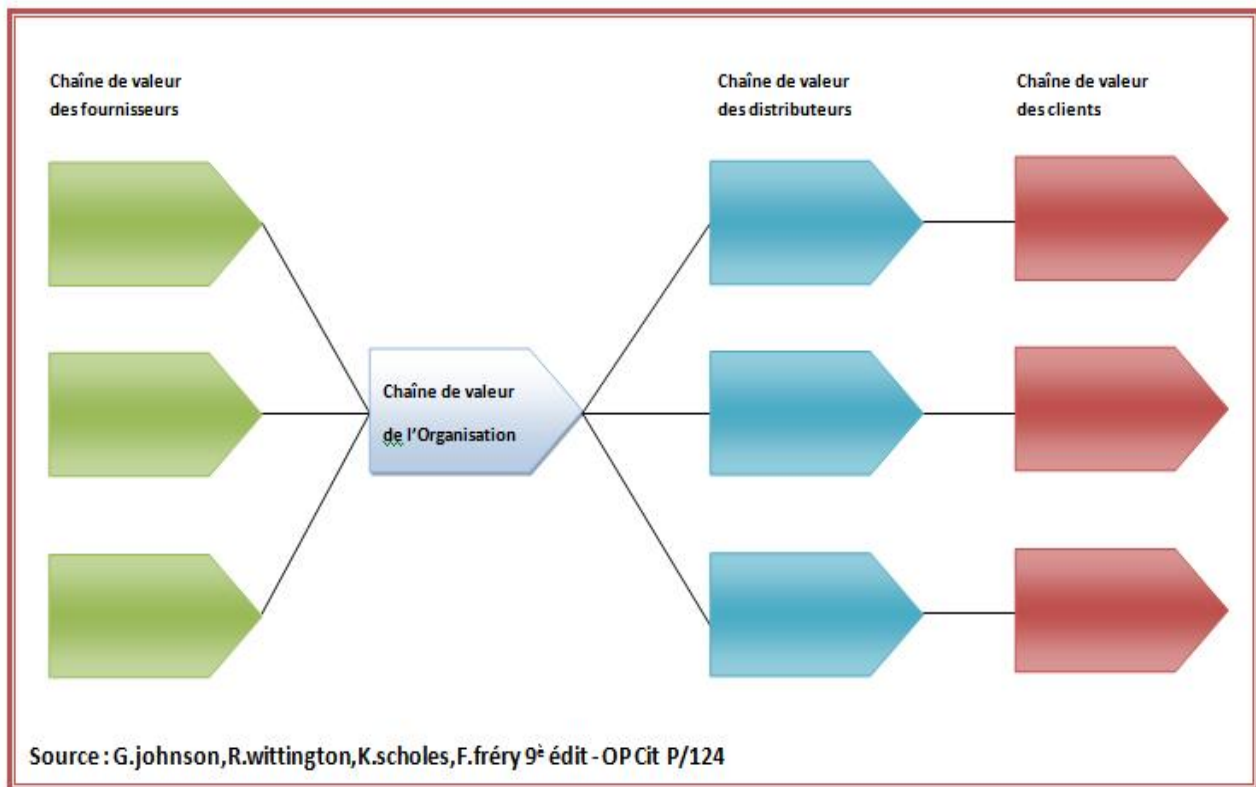 Chaîne de valeur
des fournisseurs
Chaîne de valeur
des distributeurs
Chaîne de valeur
des clients
Chaîne de valeur
de l’Organisation
Source : G.johnson,R.wittington,K.scholes,F.fréry 9è édit - OP Cit P/124